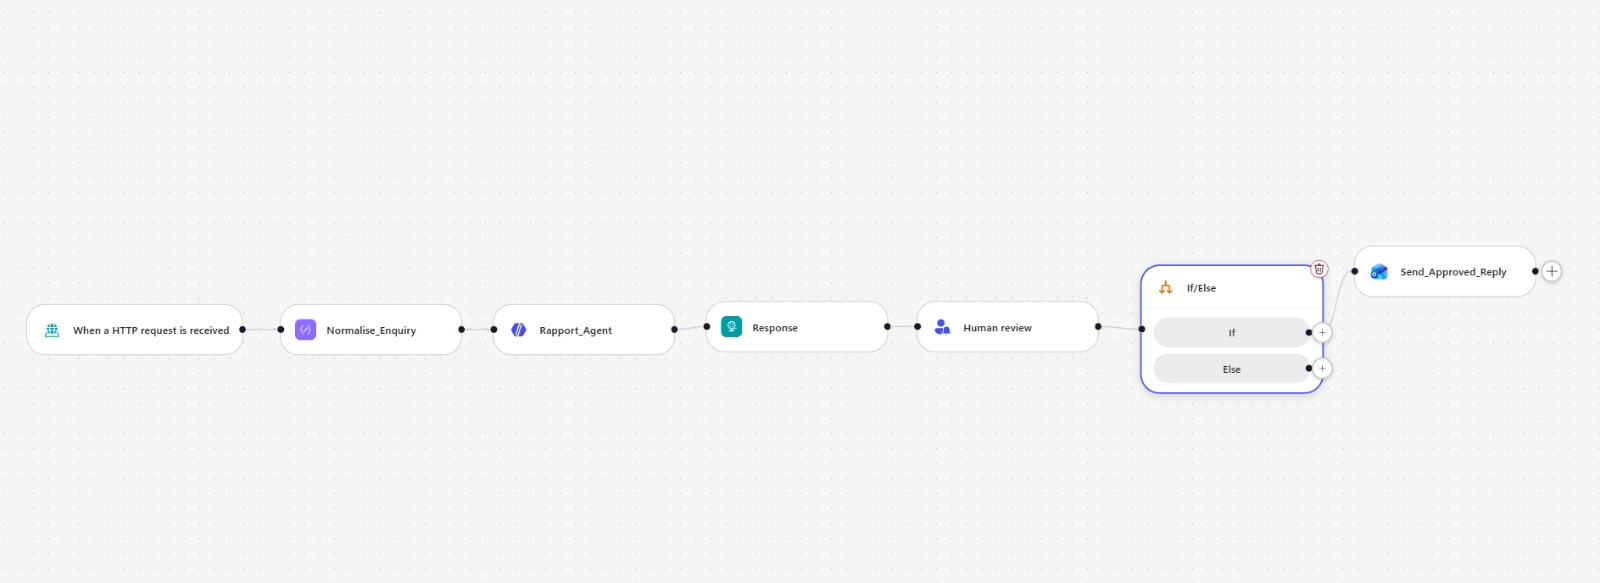 When a HTTP request is received
Normalise_Enquiry
Rapport_Agent
Response
Human review
If/Else
If
Else
Send_Approved_Reply